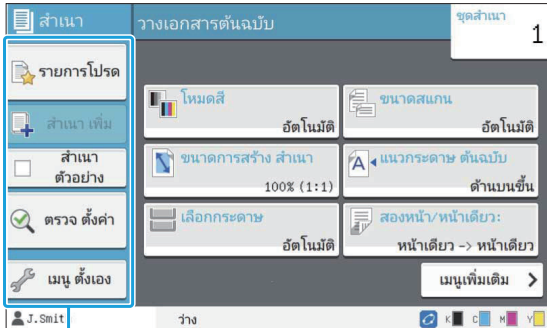 สำเนา
วางเอกสารต้นฉบับ
ชุดสำเนา
1
รายการโปรด
สำเนา เพิ่ม
สำเนา
ตัวอย่าง
ตรวจ ตั้งค่า
เมนู ตั้งเอง
โหมดสี
อัตโนมัติ
ขนาดสแกน
อัตโนมัติ
ขนาดการสร้าง สำเนา
100% (1:1)
A
แนวกระดาษ ต้นฉบับ
ด้านบนขึ้น
เลือกกระดาษ
อัตโนมัติ
สองหน้า/หน้าเดียว:
หน้าเดียว -> หน้าเดียว
เมนูเพิ่มเติม >
J.Smit
ว่าง
K C M Y